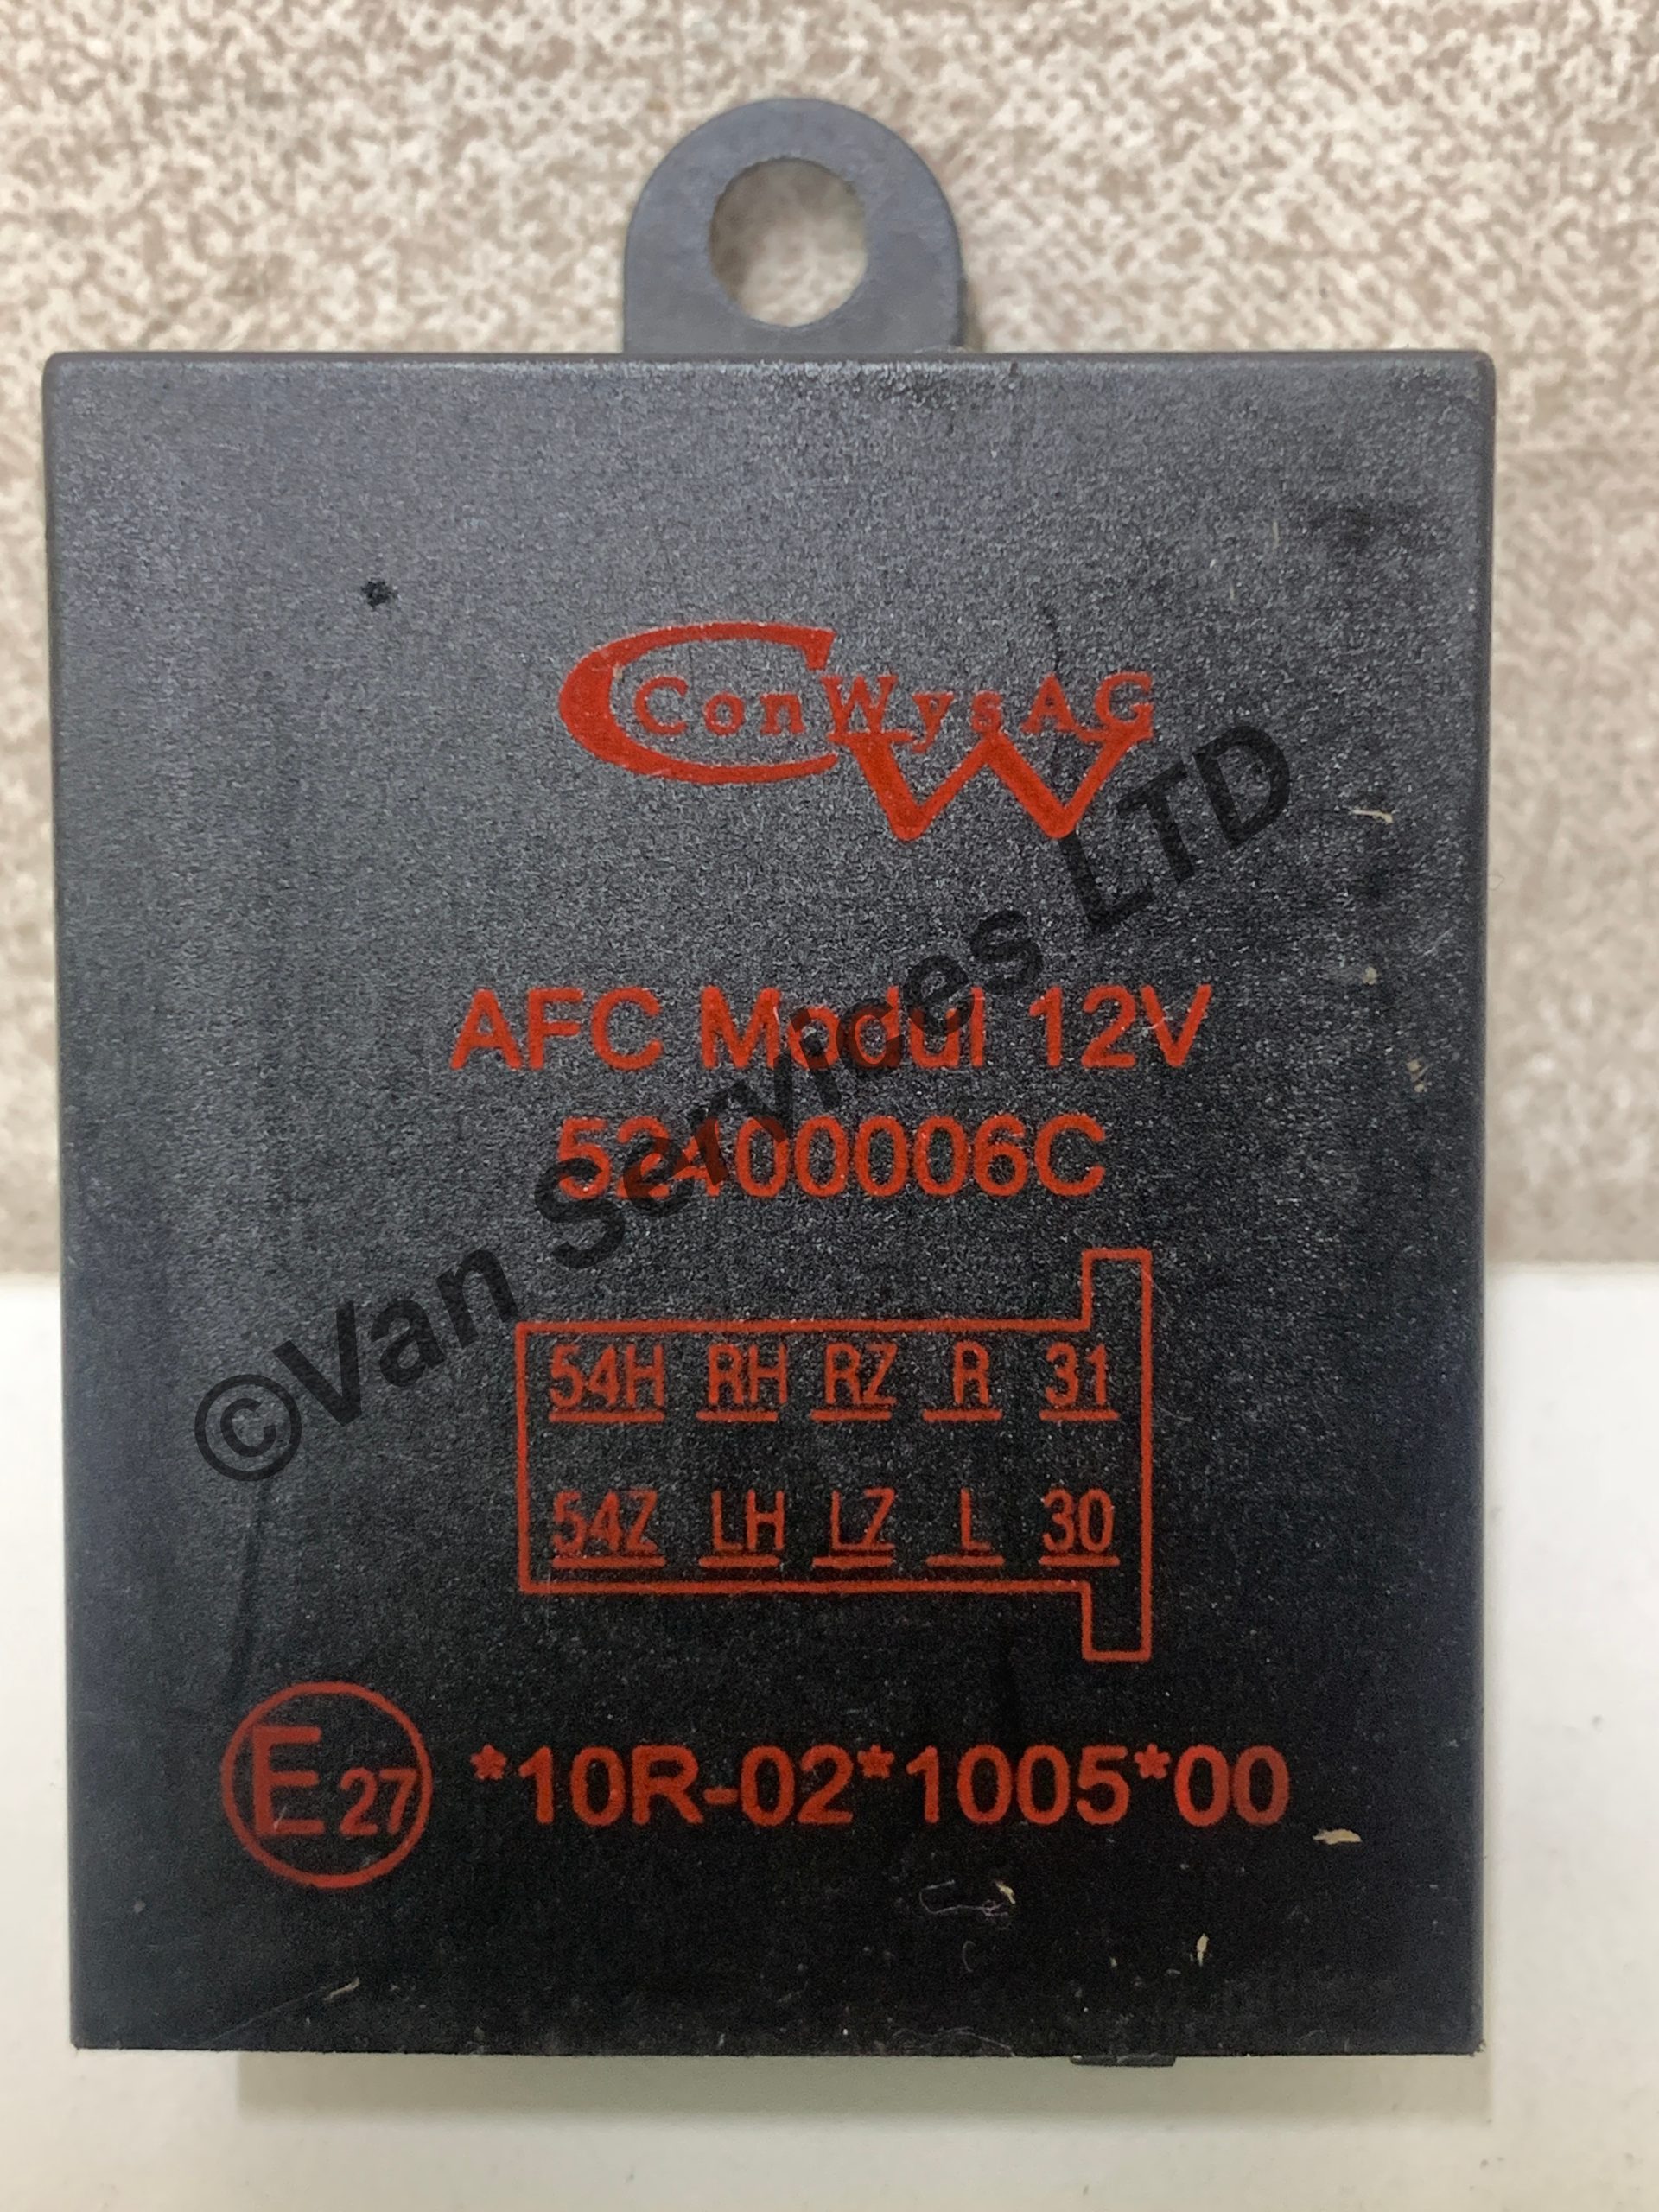 ConWysAG
AFC Modul 12V
52400006C
54H RH RZ R 31
54Z LH LZ L 30
E27 *10R-02*1005*00
©Van Services LTD